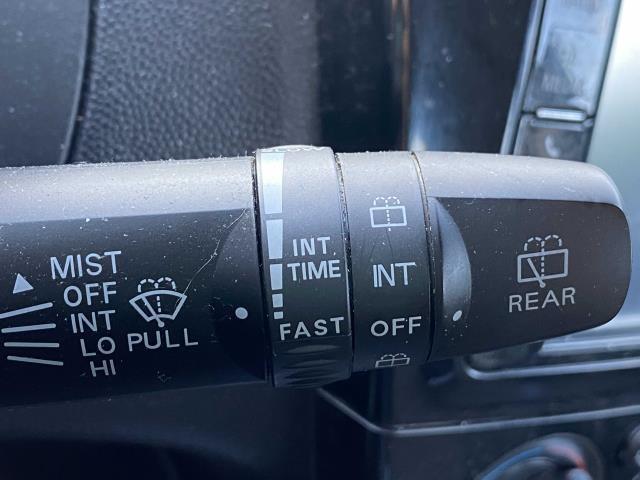 MIST
OFF
INT
LO PULL
HI
INT.
TIME
FAST
INT
OFF
REAR